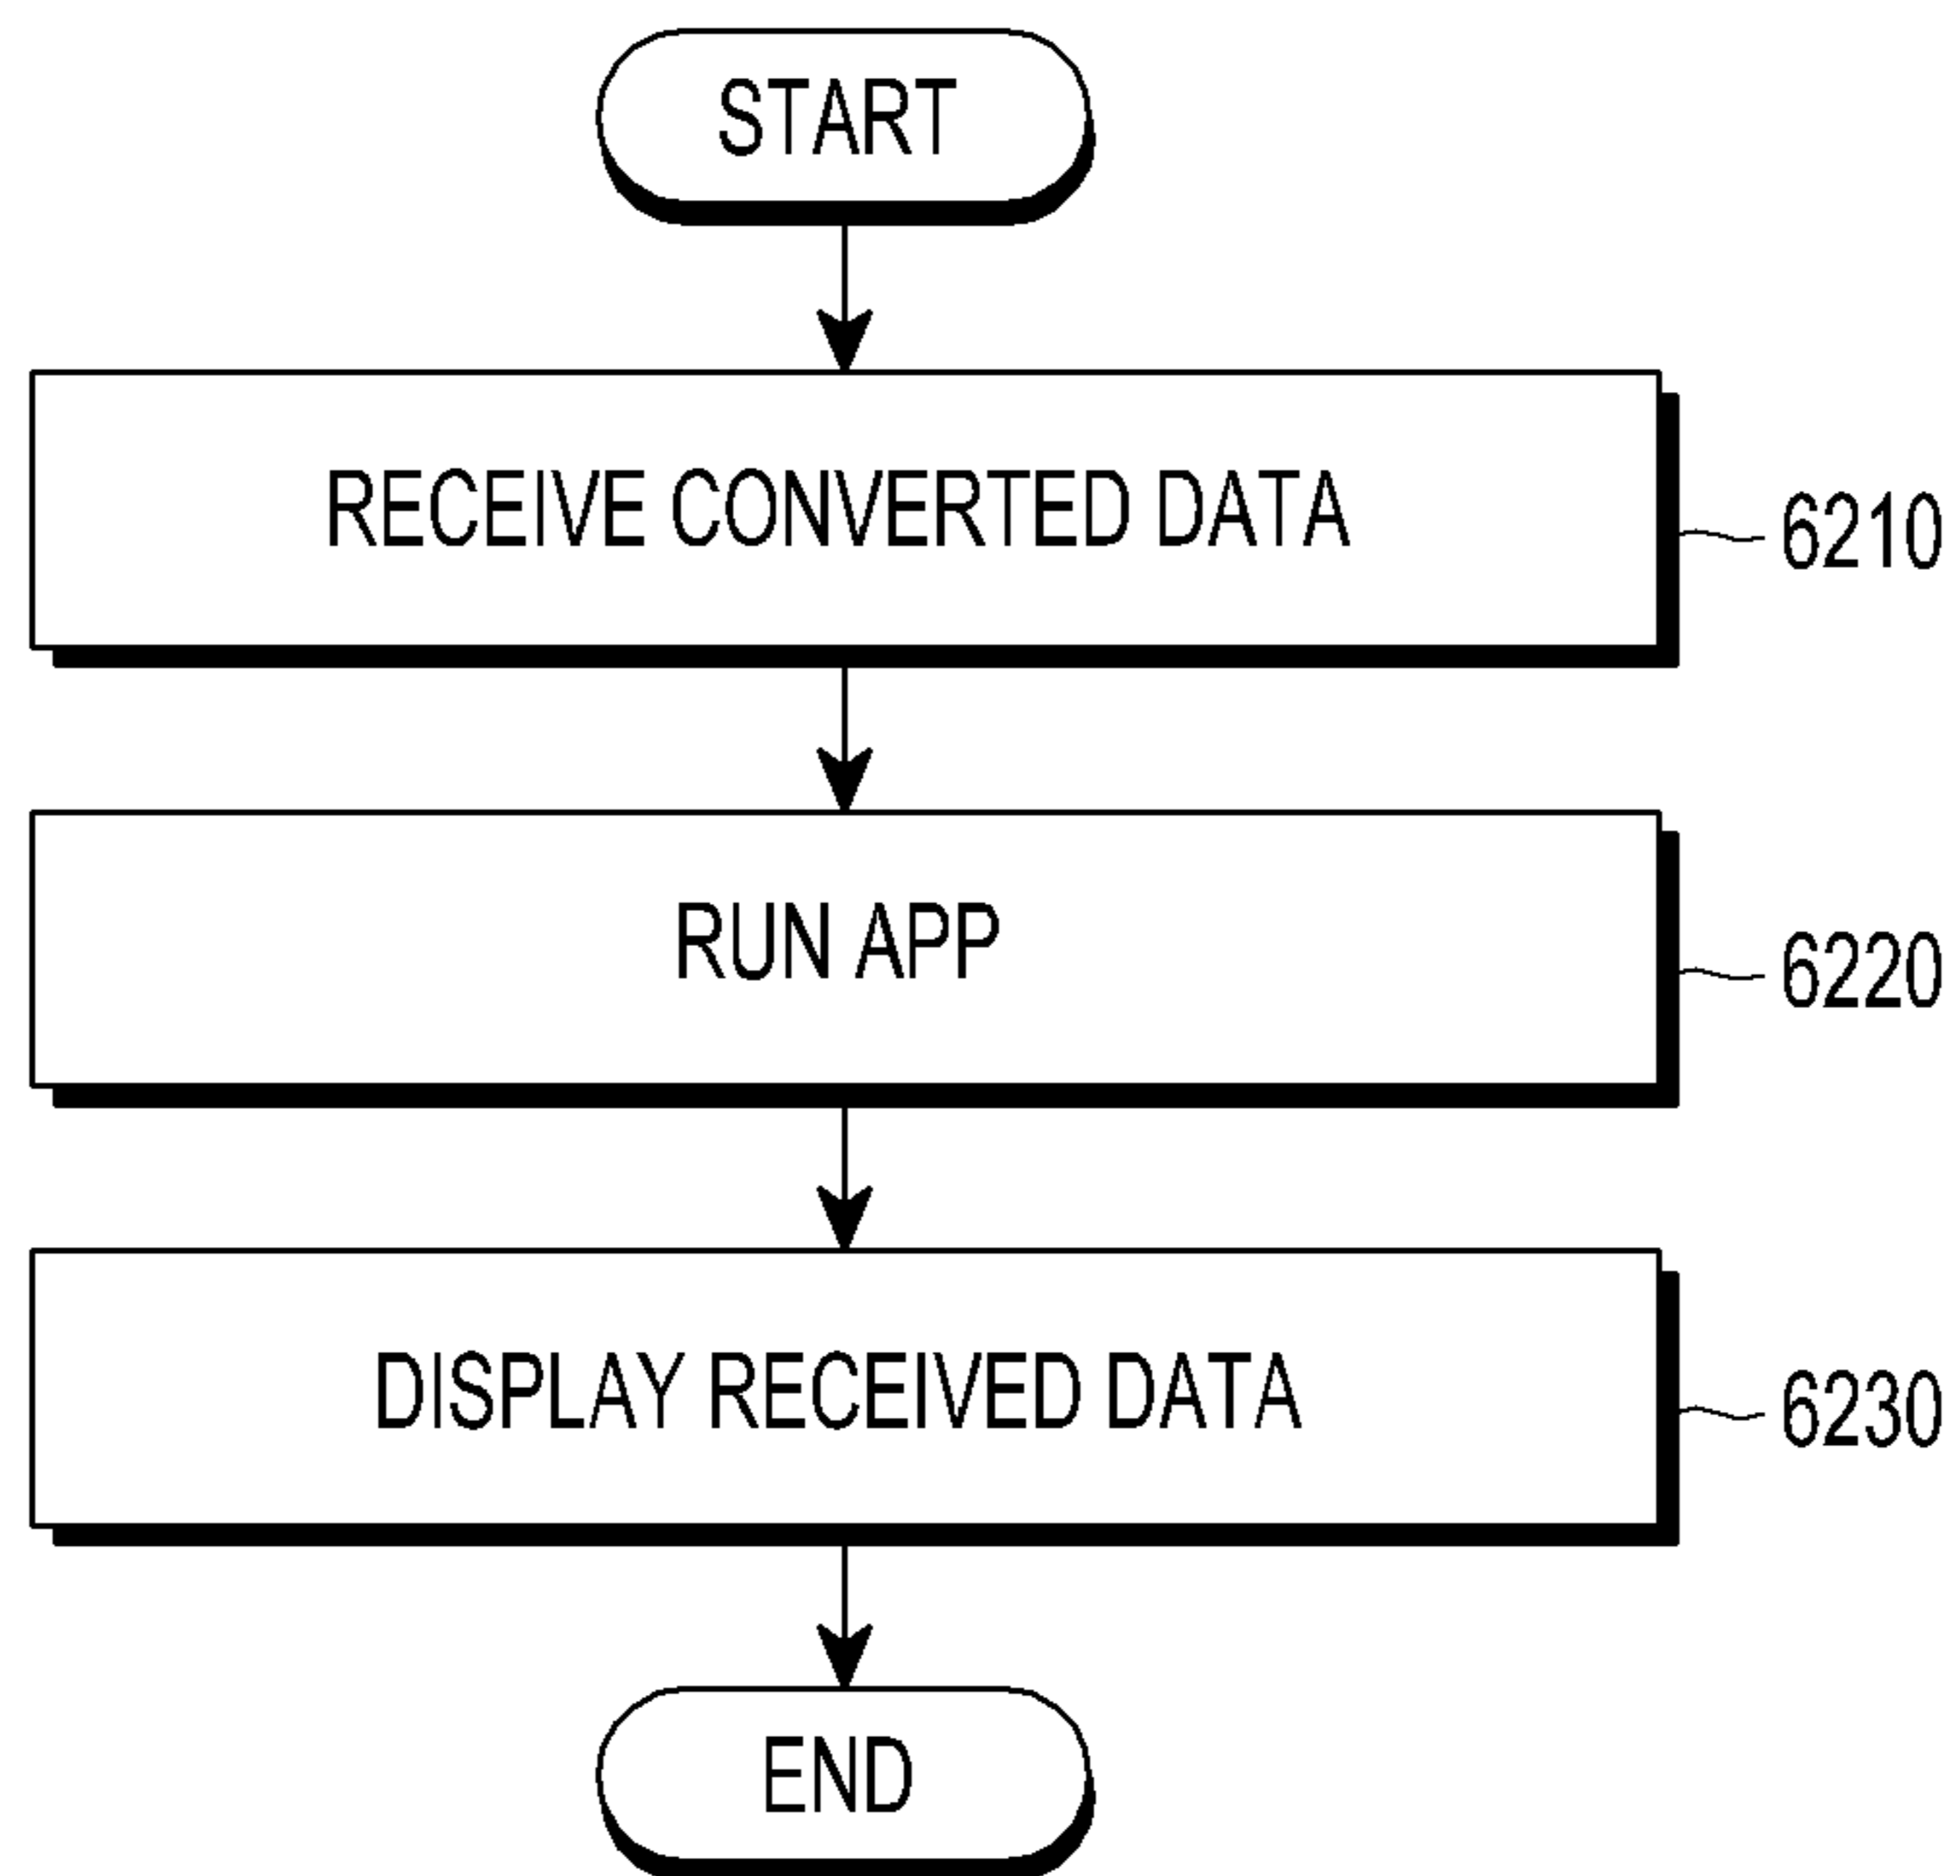 START
RECEIVE CONVERTED DATA
6210
RUN APP
6220
DISPLAY RECEIVED DATA
6230
END